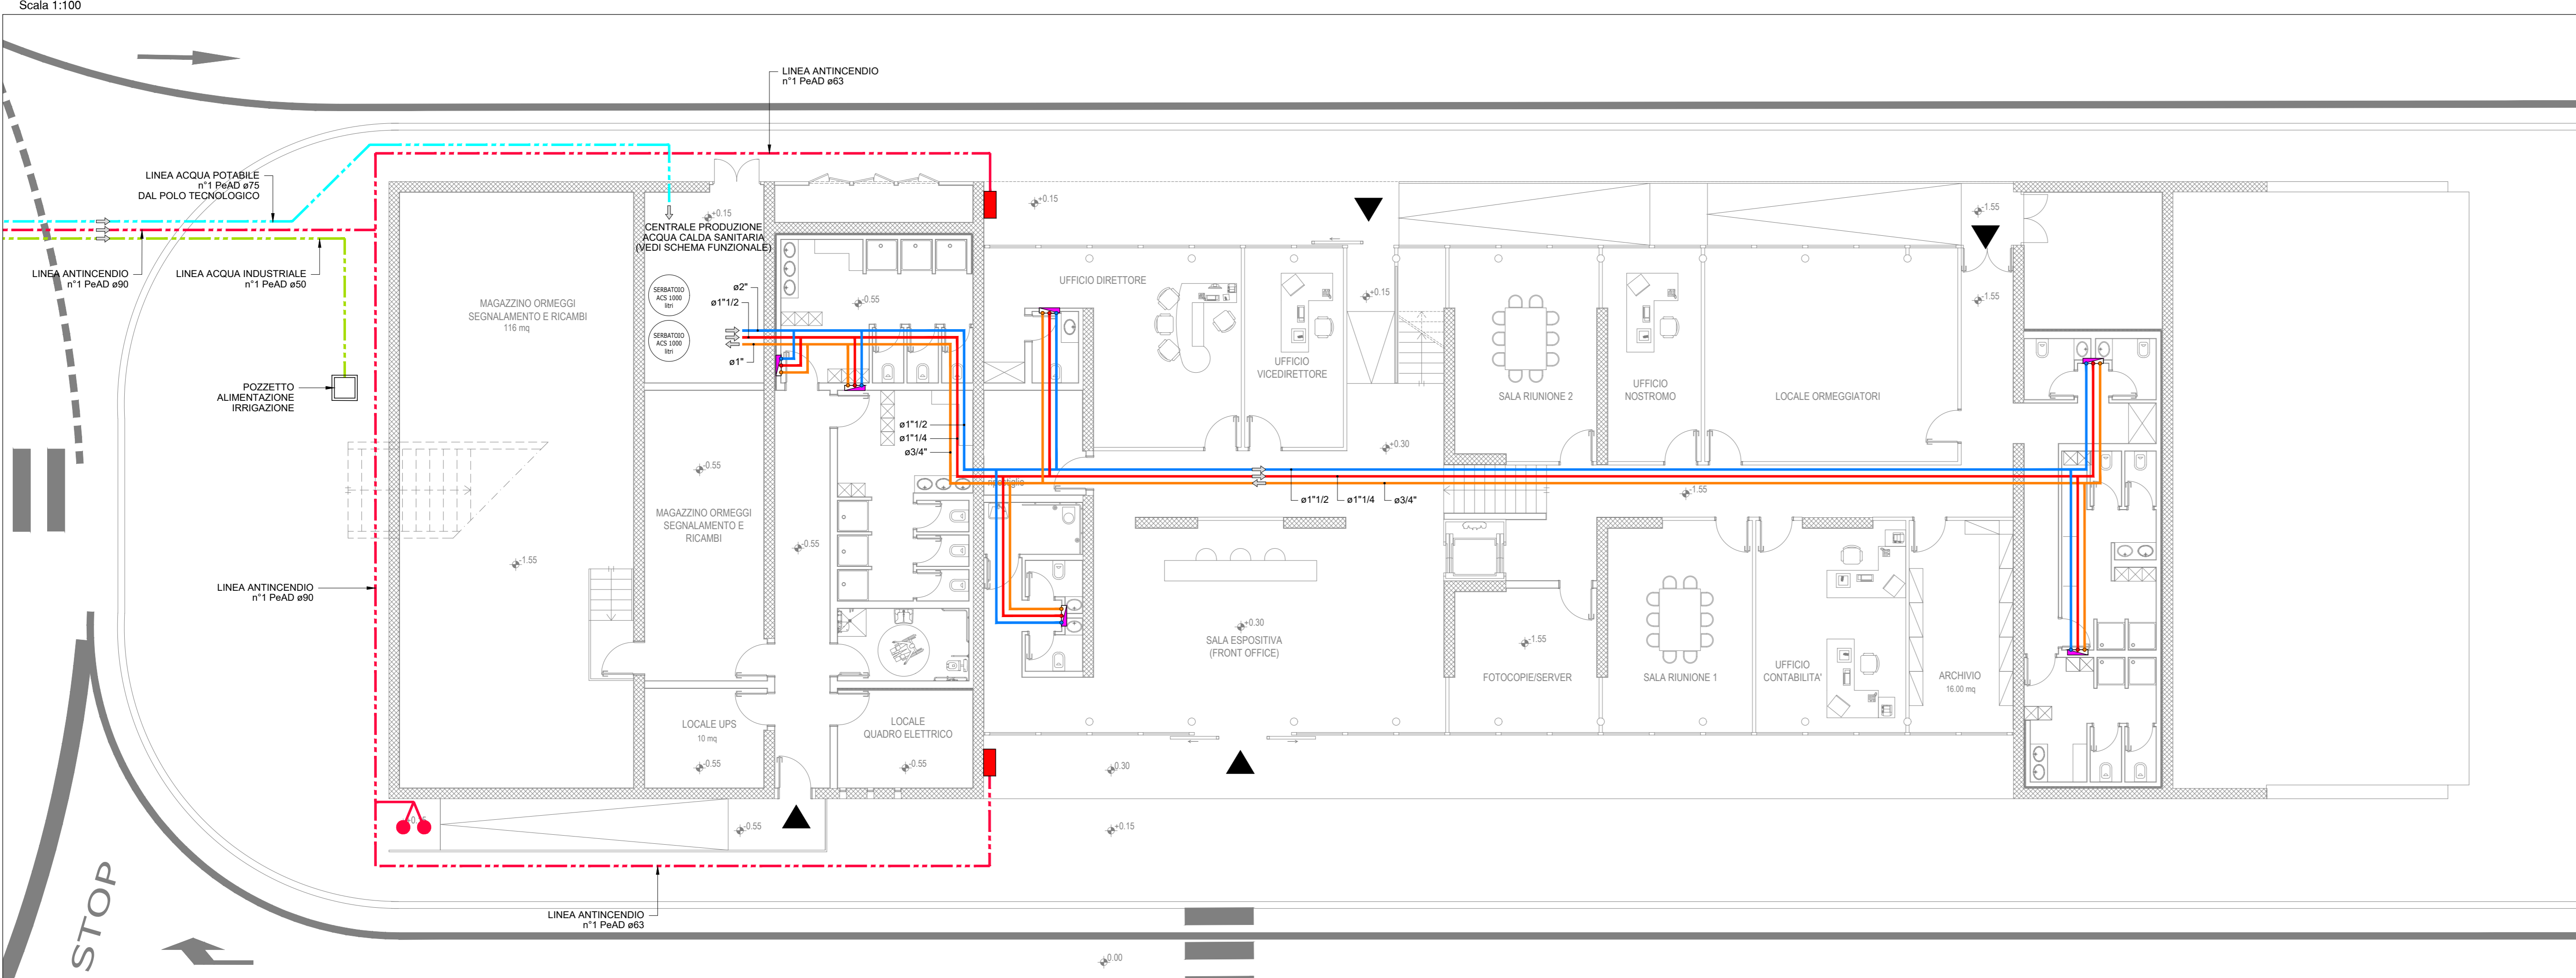 Scala 1:100
LINEA ANTINCENDIO
n°1 PeAD ø63
LINEA ACQUA POTABILE
n°1 PeAD ø75
DAL POLO TECNOLOGICO
LINEA ANTINCENDIO
n°1 PeAD ø90
LINEA ACQUA INDUSTRIALE
n°1 PeAD ø50
+0.15
CENTRALE PRODUZIONE
ACQUA CALDA SANITARIA
(VEDI SCHEMA FUNZIONALE)
SERBATOIO
ACS 1000
litri
SERBATOIO
ACS 1000
litri
ø2"
ø1"1/2
ø1"
-0.55
MAGAZZINO ORMEGGI
SEGNALAMENTO E RICAMBI
116 mq
POZZETTO
ALIMENTAZIONE
IRRIGAZIONE
+0.15
UFFICIO DIRETTORE
UFFICIO
VICEDIRETTORE
+0.15
SALA RIUNIONE 2
UFFICIO
NOSTROMO
LOCALE ORMEGGIATORI
-1.55
-1.55
ø1"1/2
ø1"1/4
ø3/4"
+0.30
-0.55
ø1"1/2
ø1"1/4
ø3/4"
-1.55
MAGAZZINO ORMEGGI
SEGNALAMENTO E
RICAMBI
-0.55
-1.55
LINEA ANTINCENDIO
n°1 PeAD ø90
+0.30
SALA ESPOSITIVA
(FRONT OFFICE)
-1.55
FOTOCOPIE/SERVER
SALA RIUNIONE 1
UFFICIO
CONTABILITA'
ARCHIVIO
16.00 mq
LOCALE UPS
10 mq
-0.55
LOCALE
QUADRO ELETTRICO
-0.55
+0.30
-0.55
+0.15
LINEA ANTINCENDIO
n°1 PeAD ø63
STOP
0.00